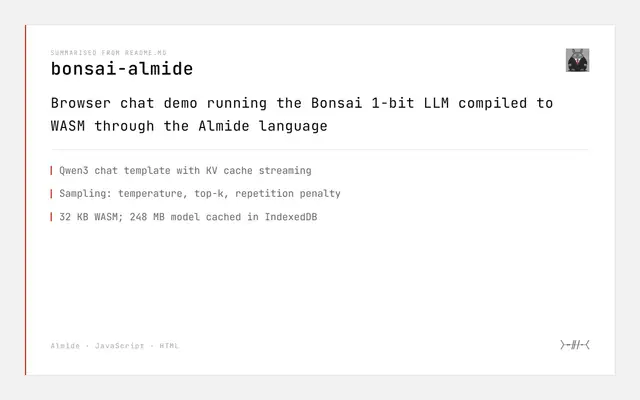 SUMMARISED FROM README.MD
bonsai-almide
Browser chat demo running the Bonsai 1-bit LLM compiled to
WASM through the Almide language
Qwen3 chat template with KV cache streaming
Sampling: temperature, top-k, repetition penalty
32 KB WASM; 248 MB model cached in IndexedDB
Almide · JavaScript · HTML